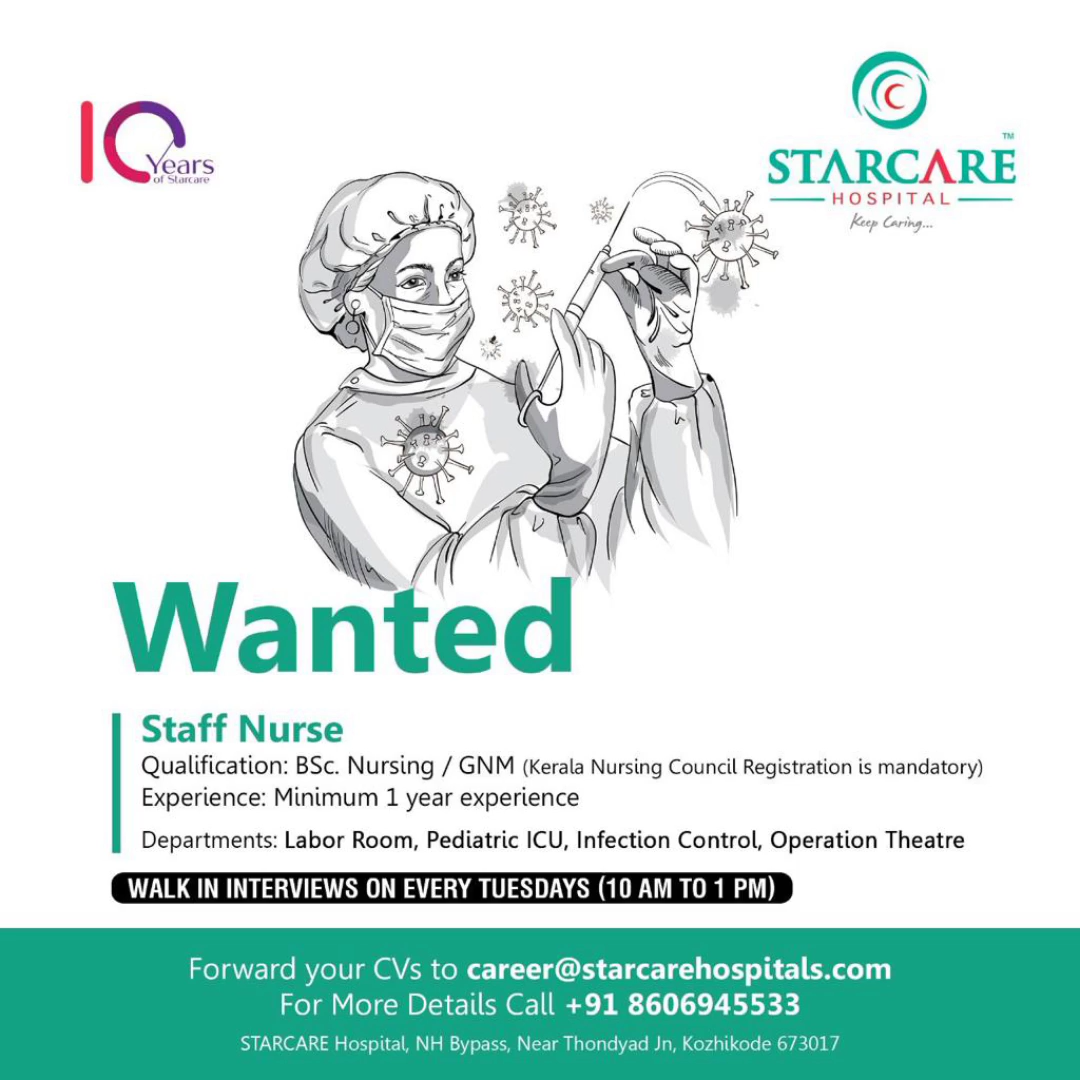 10 Years
of Starcare
STARCARE™
HOSPITAL
Keep Caring...
Wanted
Staff Nurse
Qualification: BSc. Nursing / GNM (Kerala Nursing Council Registration is mandatory)
Experience: Minimum 1 year experience
Departments: Labor Room, Pediatric ICU, Infection Control, Operation Theatre
WALK IN INTERVIEWS ON EVERY TUESDAYS (10 AM TO 1 PM)
Forward your CVs to career@starcarehospitals.com
For More Details Call +91 8606945533
STARCARE Hospital, NH Bypass, Near Thondyad Jn, Kozhikode 673017